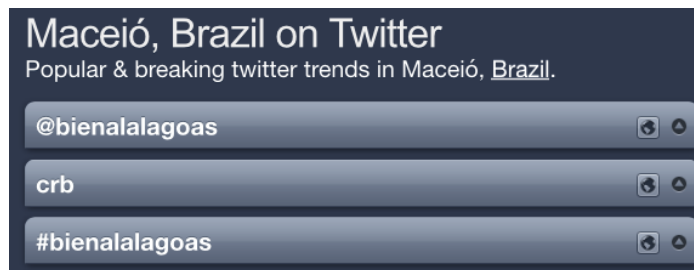 Maceió, Brazil on Twitter
Popular & breaking twitter trends in Maceió, Brazil.
@bienalalagoas
crb
#bienalalagoas